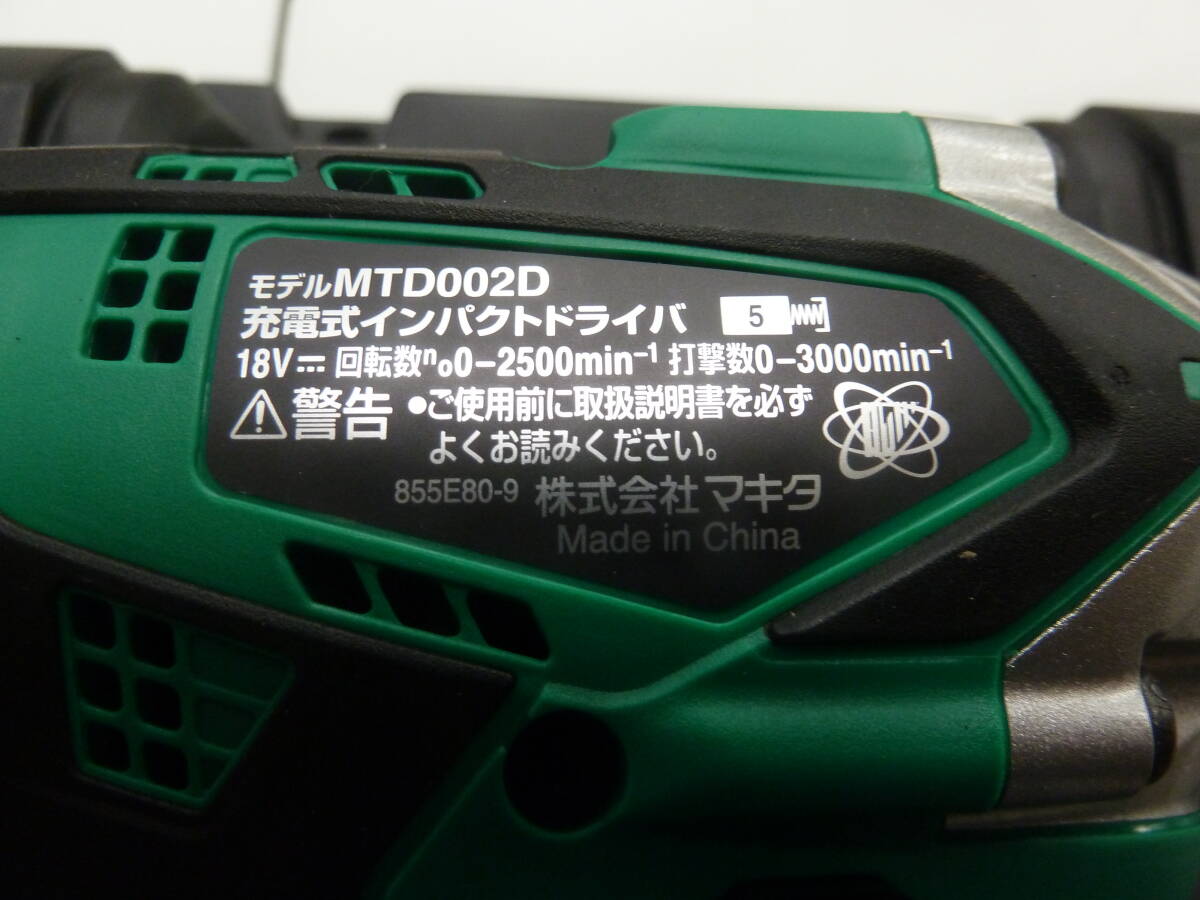 モデルMTD002D
充電式インパクトドライバ 5
18V⎓ 回転数n₀0-2500min⁻¹ 打撃数0-3000min⁻¹
⚠警告 ●ご使用前に取扱説明書を必ず
よくお読みください。
855E80-9 株式会社マキタ
Made in China